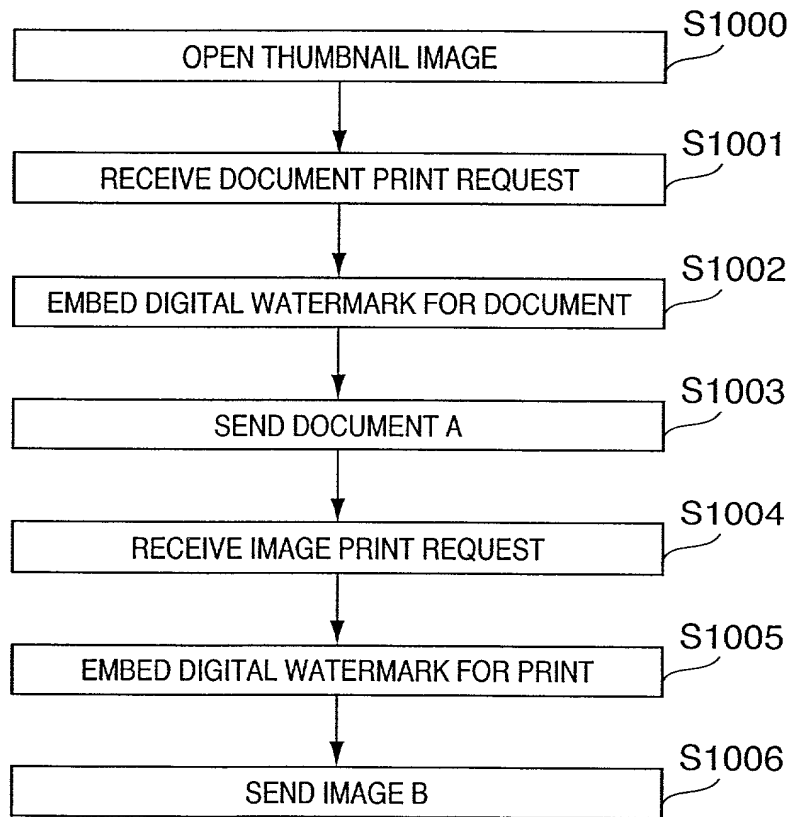 S1000
OPEN THUMBNAIL IMAGE
S1001
RECEIVE DOCUMENT PRINT REQUEST
S1002
EMBED DIGITAL WATERMARK FOR DOCUMENT
S1003
SEND DOCUMENT A
S1004
RECEIVE IMAGE PRINT REQUEST
S1005
EMBED DIGITAL WATERMARK FOR PRINT
S1006
SEND IMAGE B